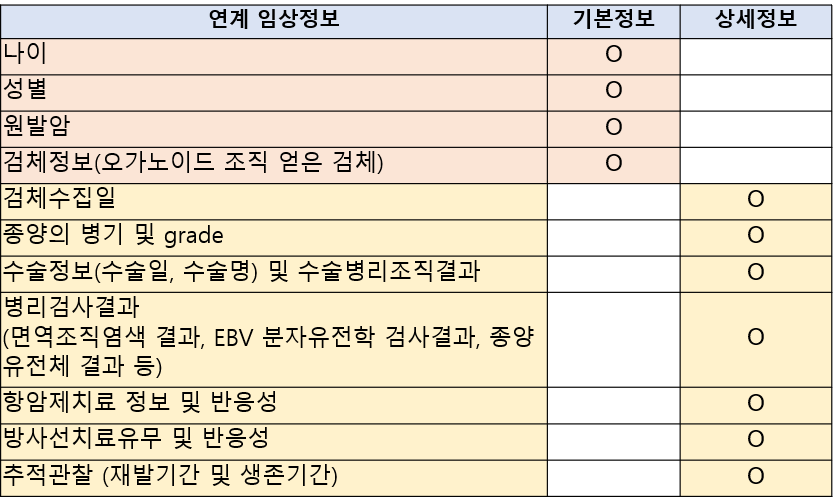 연계 임상정보 기본정보 상세정보
나이 O
성별 O
원발암 O
검체정보(오가노이드 조직 얻은 검체) O
검체수집일 O
종양의 병기 및 grade O
수술정보(수술일, 수술명) 및 수술병리조직결과 O
병리검사결과
(면역조직염색 결과, EBV 분자유전학 검사결과, 종양 O
유전체 결과 등)
항암제치료 정보 및 반응성 O
방사선치료유무 및 반응성 O
추적관찰 (재발기간 및 생존기간) O